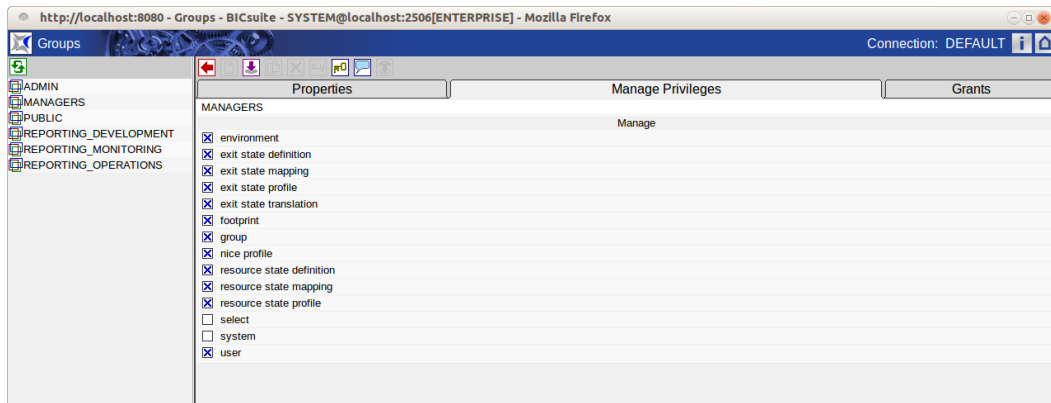 http://localhost:8080 - Groups - BICsuite - SYSTEM@localhost:2506[ENTERPRISE] - Mozilla Firefox
Groups
Connection: DEFAULT
ADMIN
MANAGERS
PUBLIC
REPORTING_DEVELOPMENT
REPORTING_MONITORING
REPORTING_OPERATIONS
Properties
Manage Privileges
Grants
MANAGERS
Manage
environment
exit state definition
exit state mapping
exit state profile
exit state translation
footprint
group
nice profile
resource state definition
resource state mapping
resource state profile
select
system
user